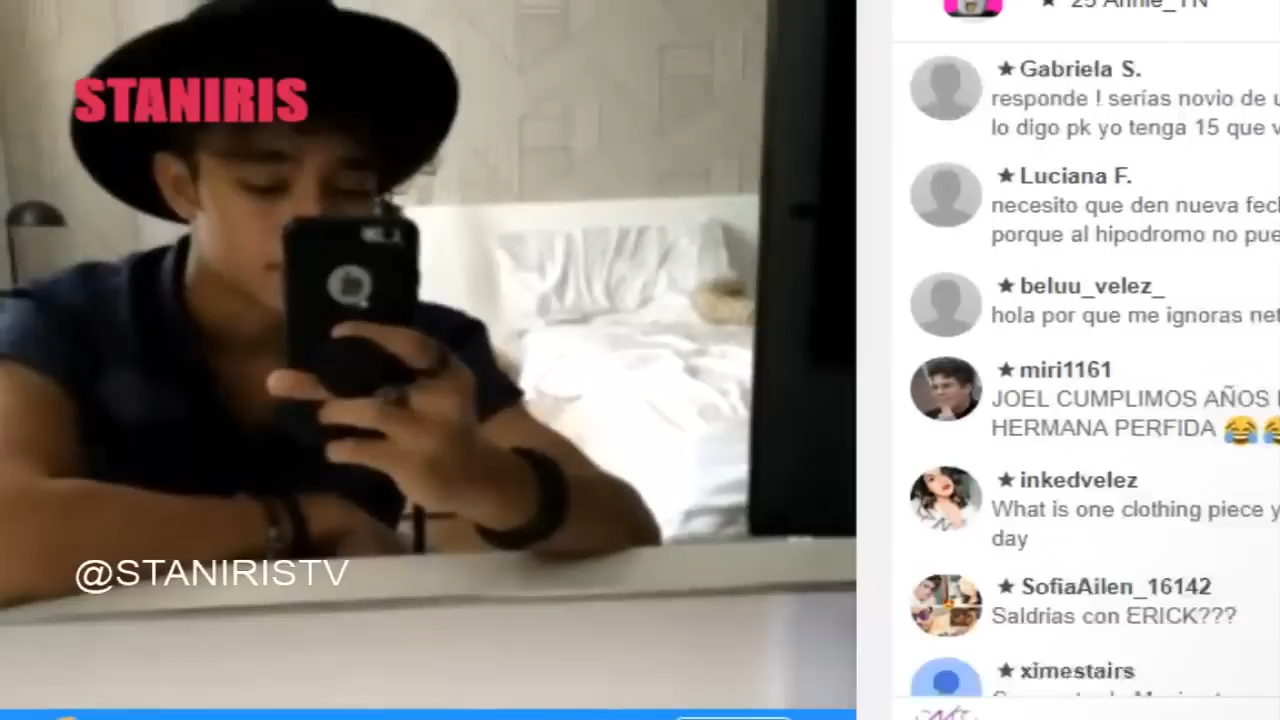 STANIRIS
@STANIRISTV
★ 25 Annie_TN
★ Gabriela S.
responde ! serías novio de
lo digo pk yo tenga 15 que
★ Luciana F.
necesito que den nueva
porque al hipodromo no
★ beluu_velez_
hola por que me ignoras
★ miri1161
JOEL CUMPLIMOS AÑOS
HERMANA PERFIDA 😂
★ inkedvelez
What is one clothing piece
day
★ SofiaAilen_16142
Saldrias con ERICK???
★ ximestairs